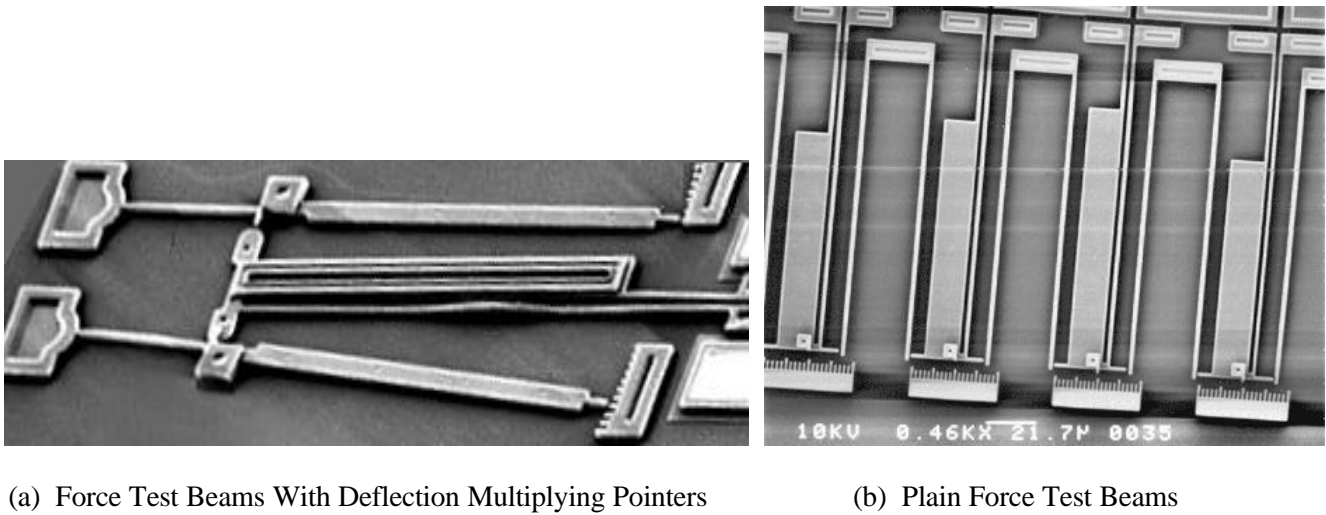 10KV 0.46KX 21.7µ 0035
(a) Force Test Beams With Deflection Multiplying Pointers
(b) Plain Force Test Beams